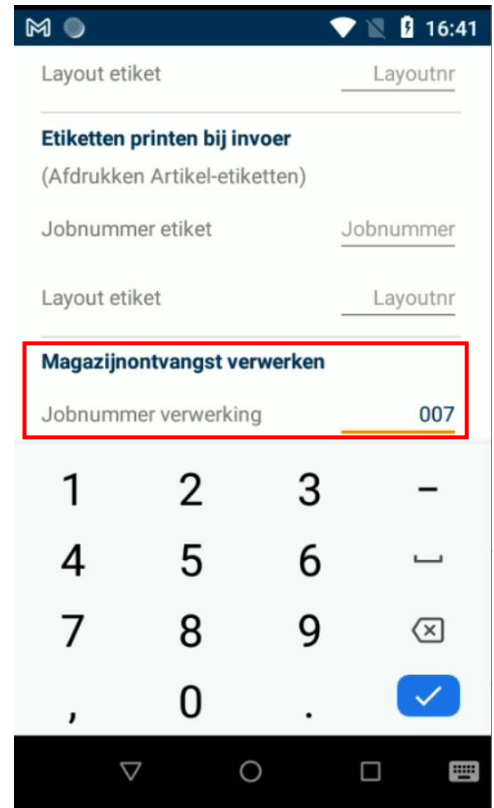 16:41
Layout etiket Layoutnr
Etiketten printen bij invoer
(Afdrukken Artikel-etiketten)
Jobnummer etiket Jobnummer
Layout etiket Layoutnr
Magazijnontvangst verwerken
Jobnummer verwerking 007
1 2 3 -
4 5 6
7 8 9
, 0 .